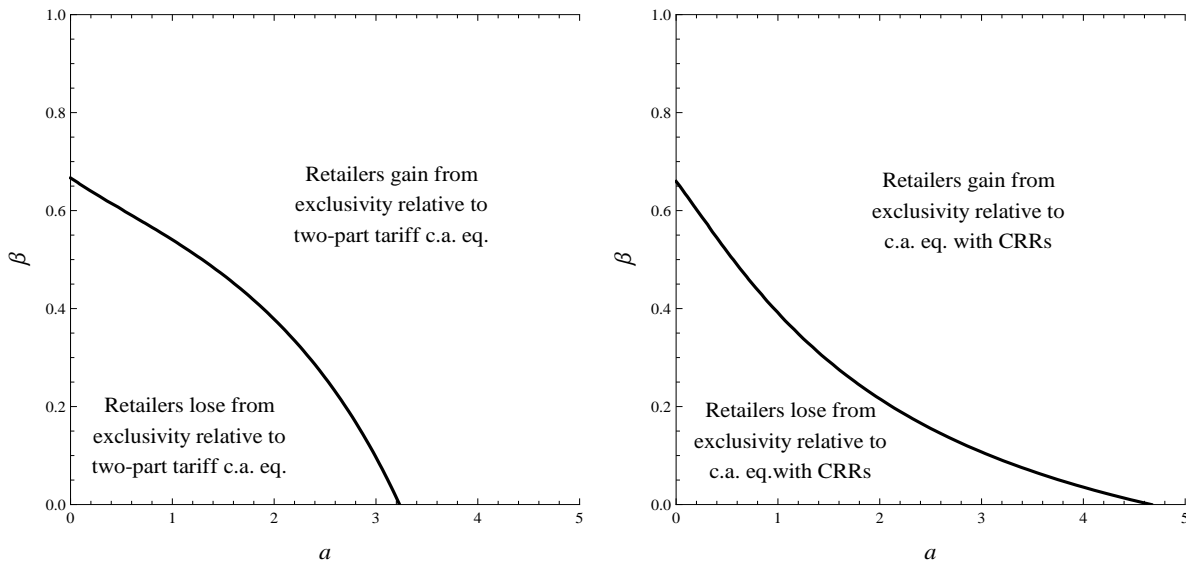 1.0
0.8
0.6
0.4
0.2
0.0
0
1
2
3
4
5
β
a
Retailers gain from
exclusivity relative to
two-part tariff c.a. eq.
Retailers lose from
exclusivity relative to
two-part tariff c.a. eq.
1.0
0.8
0.6
0.4
0.2
0.0
0
1
2
3
4
5
β
a
Retailers gain from
exclusivity relative to
c.a. eq. with CRRs
Retailers lose from
exclusivity relative to
c.a. eq.with CRRs